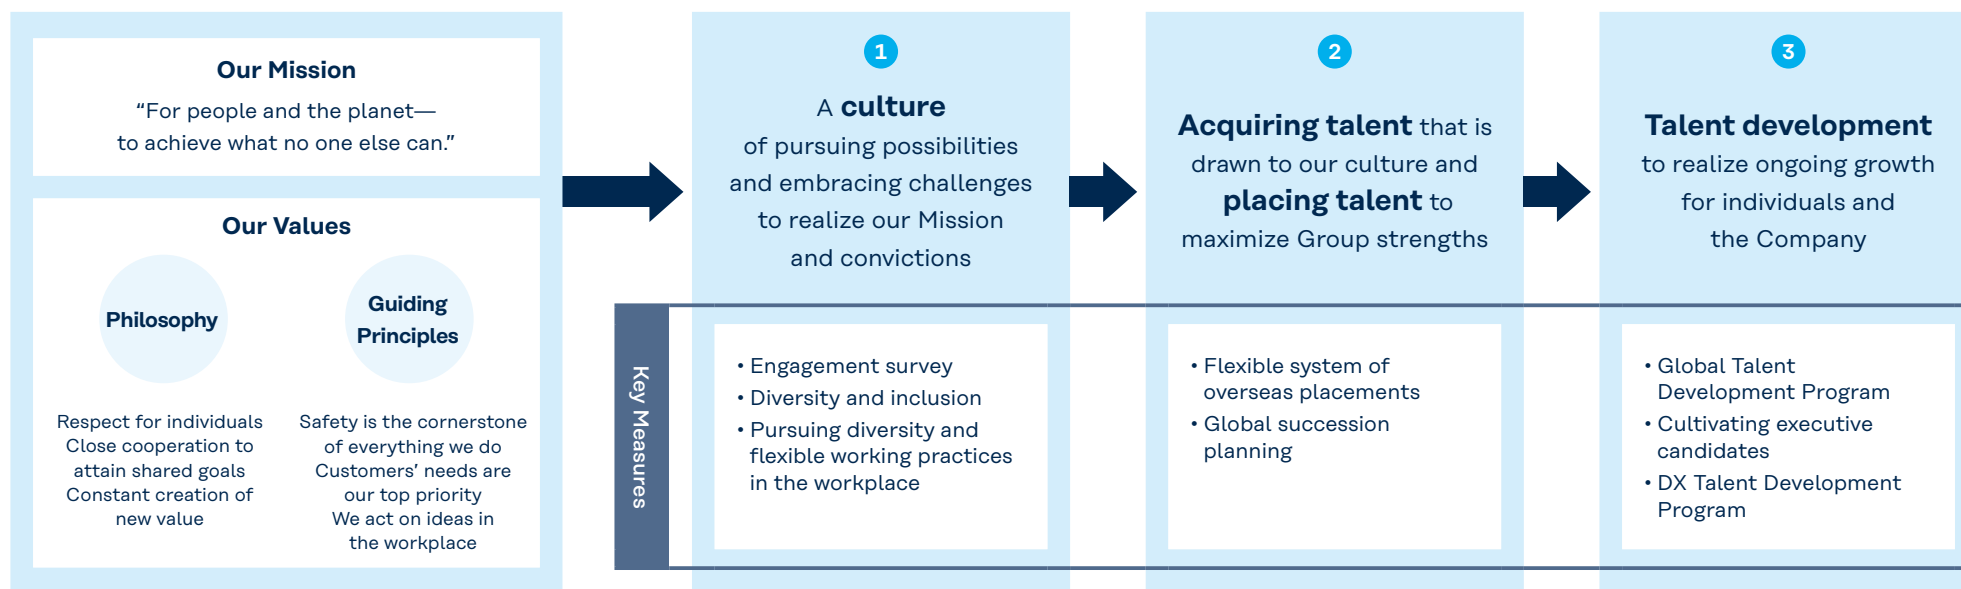 Our Mission
“For people and the planet—
to achieve what no one else can.”
Our Values
Philosophy
Respect for individuals
Close cooperation to
attain shared goals
Constant creation of
new value
Guiding
Principles
Safety is the cornerstone
of everything we do
Customers’ needs are
our top priority
We act on ideas in
the workplace
1
A culture
of pursuing possibilities
and embracing challenges
to realize our Mission
and convictions
2
Acquiring talent that is
drawn to our culture and
placing talent to
maximize Group strengths
3
Talent development
to realize ongoing growth
for individuals and
the Company
Key Measures
• Engagement survey
• Diversity and inclusion
• Pursuing diversity and
flexible working practices
in the workplace
• Flexible system of
overseas placements
• Global succession
planning
• Global Talent
Development Program
• Cultivating executive
candidates
• DX Talent Development
Program